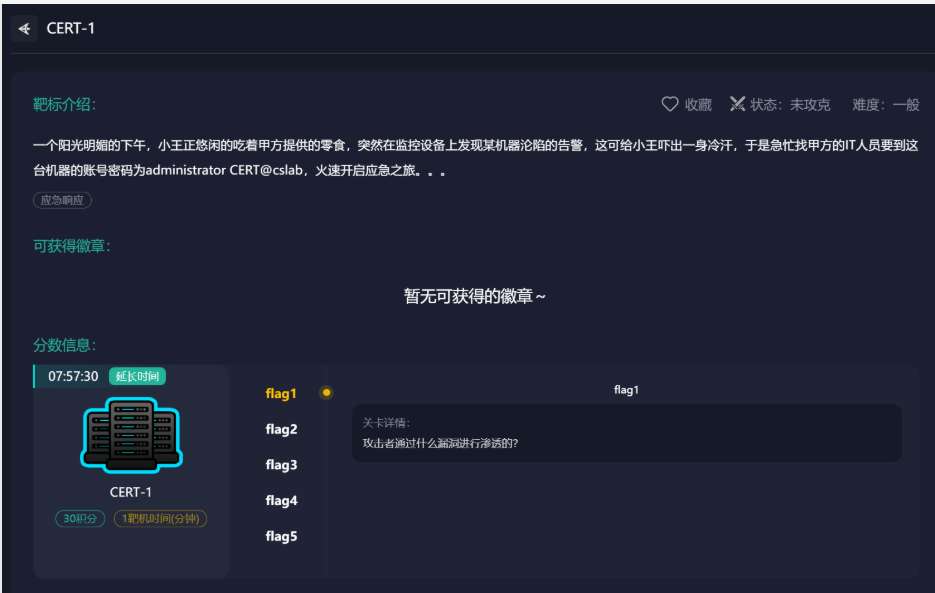 CERT-1
靶标介绍：
收藏 状态：未攻克 难度：一般
一个阳光明媚的下午，小王正悠闲的吃着甲方提供的零食，突然在监控设备上发现某机器沦陷的告警，这可给小王吓出一身冷汗，于是急忙找甲方的IT人员要到这
台机器的账号密码为administrator CERT@cslab，火速开启应急之旅。。。
应急响应
可获得徽章：
暂无可获得的徽章～
分数信息：
07:57:30 延长时间
CERT-1
30积分 1靶机时间(分钟)
flag1
flag2
flag3
flag4
flag5
flag1
关卡详情：
攻击者通过什么漏洞进行渗透的?